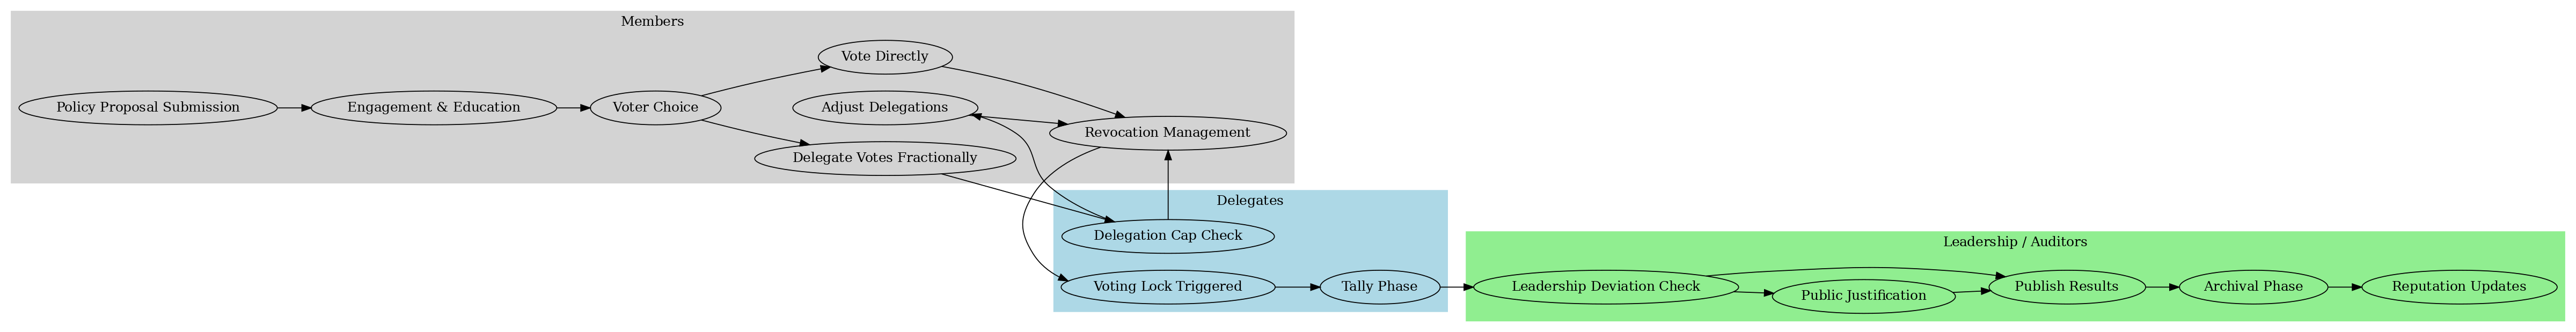 Members
Vote Directly
Policy Proposal Submission
Engagement & Education
Voter Choice
Adjust Delegations
Revocation Management
Delegate Votes Fractionally
Delegates
Delegation Cap Check
Voting Lock Triggered
Tally Phase
Leadership / Auditors
Leadership Deviation Check
Public Justification
Publish Results
Archival Phase
Reputation Updates